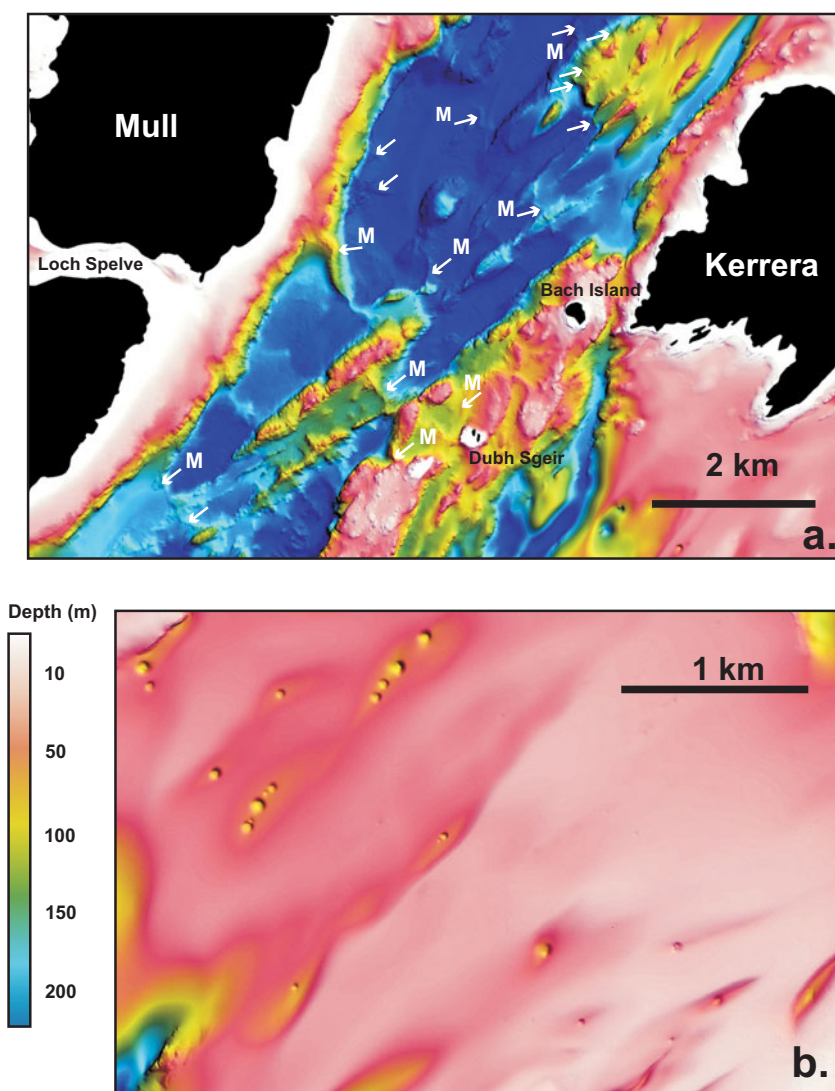 M
Mull
M
M
M
M
Loch Spelve
Kerrera
Bach Island
M
M
M
M
Dubh Sgeir
2 km
a.
Depth (m)
10
50
100
150
200
1 km
b.